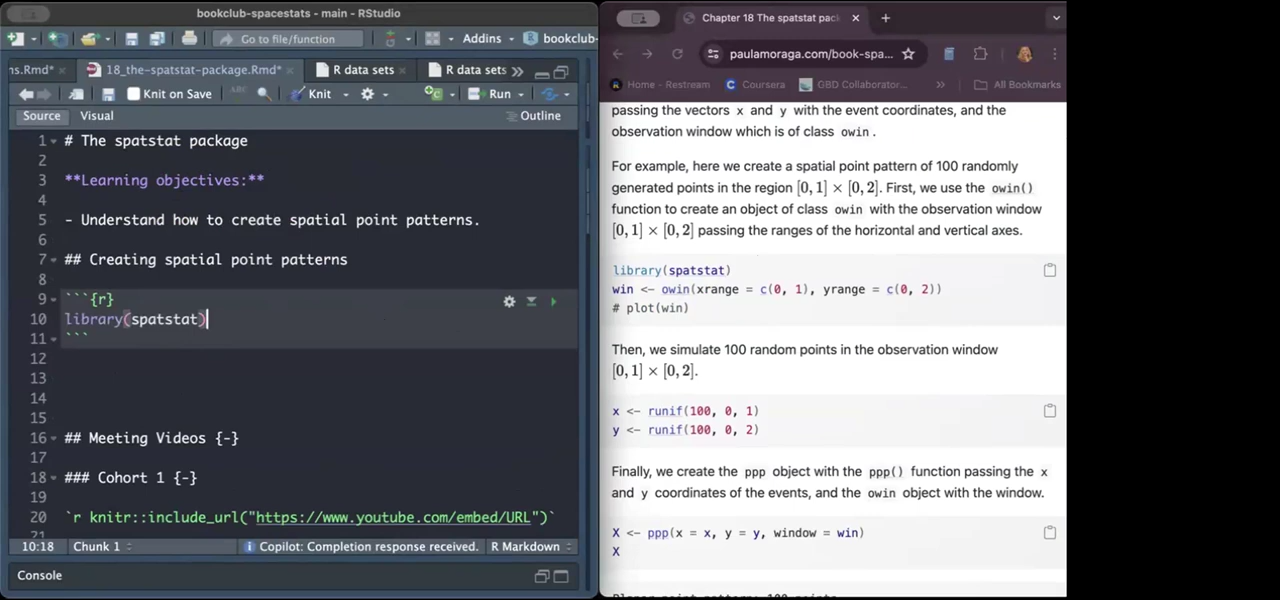 bookclub-spacestats - main - RStudio
Go to file/function
Addins
bookclub-
ns.Rmd*
18_the-spatstat-package.Rmd*
R data sets
R data sets
Knit on Save
ABC
Knit
Run
Source
Visual
Outline
1 # The spatstat package
2
3 **Learning objectives:**
4
5 - Understand how to create spatial point patterns.
6
7 ## Creating spatial point patterns
8
9 ```{r}
10 library(spatstat)
11 ```
12
13
14
15
16 ## Meeting Videos {-}
17
18 ### Cohort 1 {-}
19
20 `r knitr::include_url("https://www.youtube.com/embed/URL")`
21
10:18
Chunk 1
Copilot: Completion response received.
R Markdown
Console
Chapter 18 The spatstat pac
paulamoraga.com/book-spa...
Home - Restream
Coursera
GBD Collaborator...
All Bookmarks
passing the vectors x and y with the event coordinates, and the
observation window which is of class owin .
For example, here we create a spatial point pattern of 100 randomly
generated points in the region [0, 1] × [0, 2]. First, we use the owin()
function to create an object of class owin with the observation window
[0, 1] × [0, 2] passing the ranges of the horizontal and vertical axes.
library(spatstat)
win <- owin(xrange = c(0, 1), yrange = c(0, 2))
# plot(win)
Then, we simulate 100 random points in the observation window
[0, 1] × [0, 2].
x <- runif(100, 0, 1)
y <- runif(100, 0, 2)
Finally, we create the ppp object with the ppp() function passing the x
and y coordinates of the events, and the owin object with the window.
X <- ppp(x = x, y = y, window = win)
X
Planar point pattern: 100 points